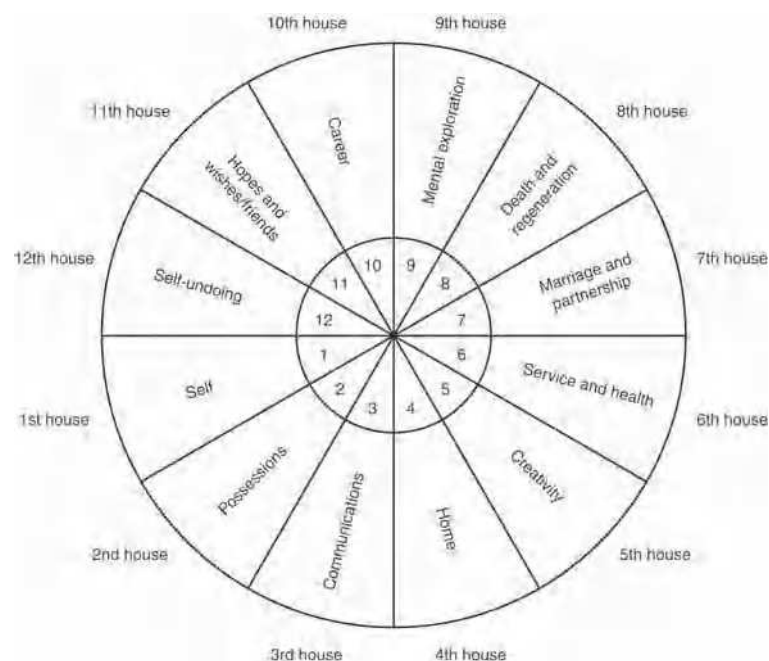 10th house
9th house
11th house
8th house
Career
Mental exploration
Hopes and
wishes/friends
Death and
regeneration
12th house
7th house
Self-undoing
Marriage and
partnership
10
9
11
8
12
7
1
6
2
5
3
4
Self
Service and health
1st house
6th house
Possessions
Creativity
Communications
Home
2nd house
5th house
3rd house
4th house